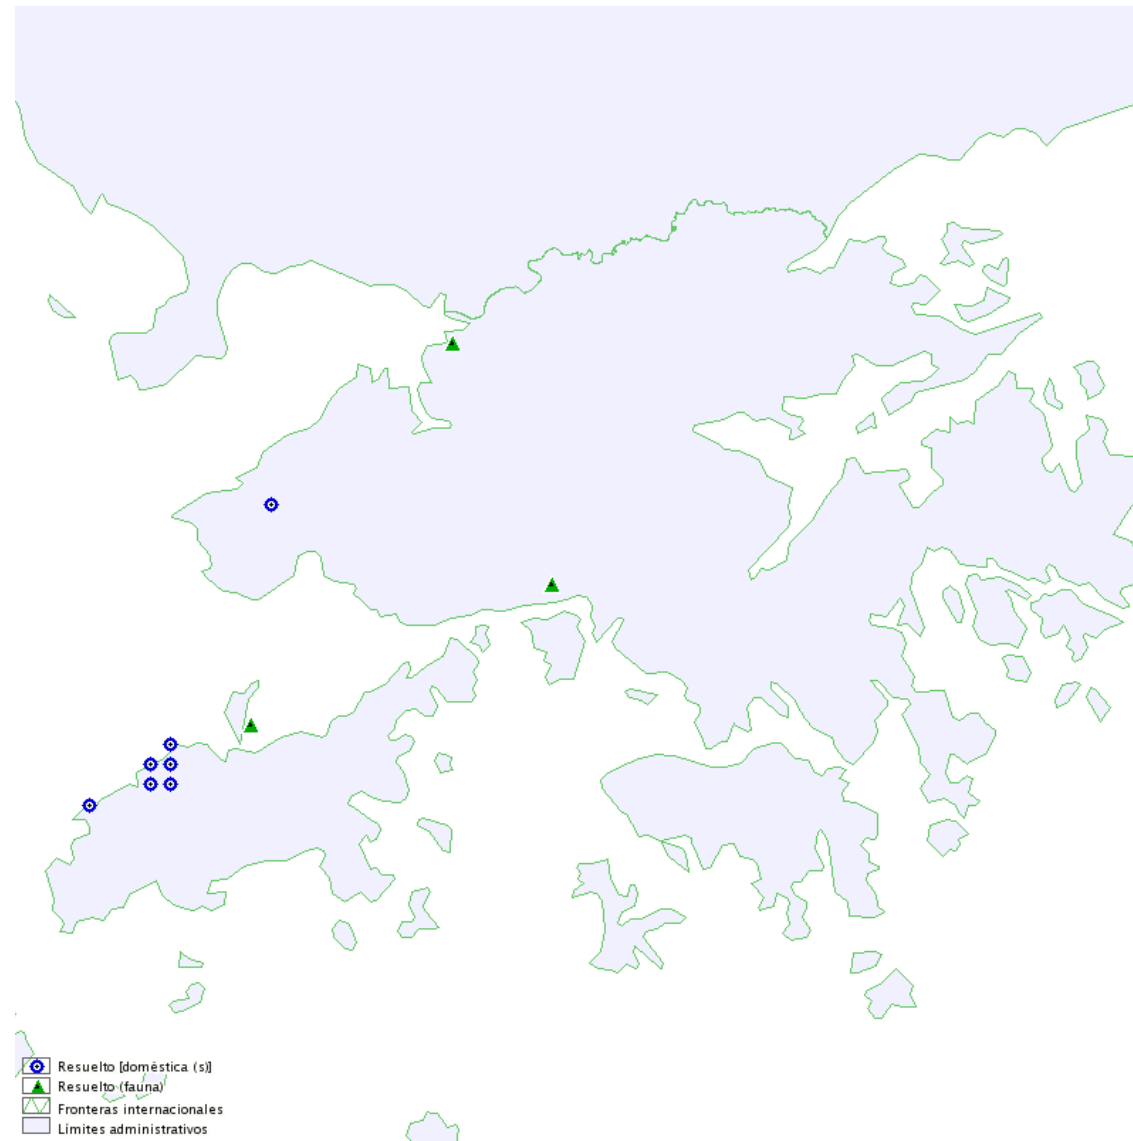 Resuelto [doméstica (s)]
Resuelto (fauna)
Fronteras internacionales
Límites administrativos